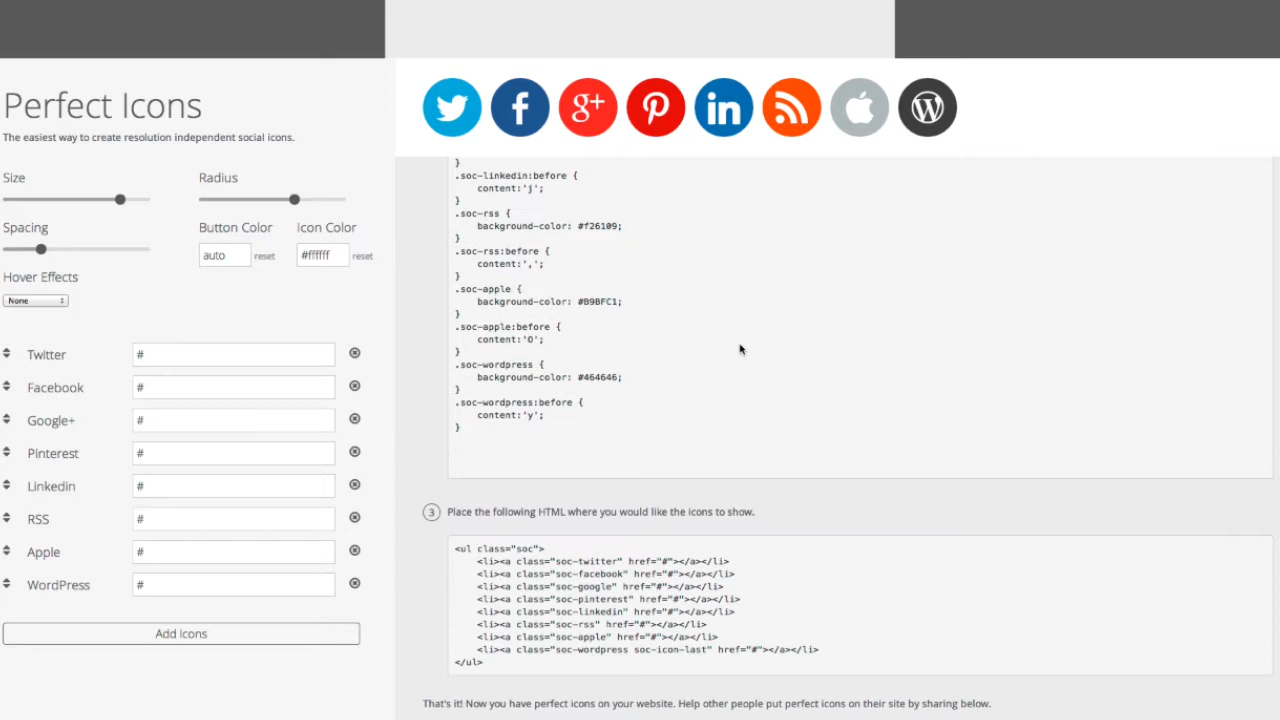 Perfect Icons
The easiest way to create resolution independent social icons.
Size
Radius
Spacing
Button Color
Icon Color
auto
reset
#ffffff
reset
Hover Effects
None
Twitter
#
Facebook
#
Google+
#
Pinterest
#
Linkedin
#
RSS
#
Apple
#
WordPress
#
Add Icons
f
g+
in
}
.soc-linkedin:before {
content:'j';
}
.soc-rss {
background-color: #f26109;
}
.soc-rss:before {
content:',';
}
.soc-apple {
background-color: #B9BFC1;
}
.soc-apple:before {
content:'O';
}
.soc-wordpress {
background-color: #464646;
}
.soc-wordpress:before {
content:'y';
}
3 Place the following HTML where you would like the icons to show.
<ul class="soc">
<li><a class="soc-twitter" href="#"></a></li>
<li><a class="soc-facebook" href="#"></a></li>
<li><a class="soc-google" href="#"></a></li>
<li><a class="soc-pinterest" href="#"></a></li>
<li><a class="soc-linkedin" href="#"></a></li>
<li><a class="soc-rss" href="#"></a></li>
<li><a class="soc-apple" href="#"></a></li>
<li><a class="soc-wordpress soc-icon-last" href="#"></a></li>
</ul>
That's it! Now you have perfect icons on your website. Help other people put perfect icons on their site by sharing below.